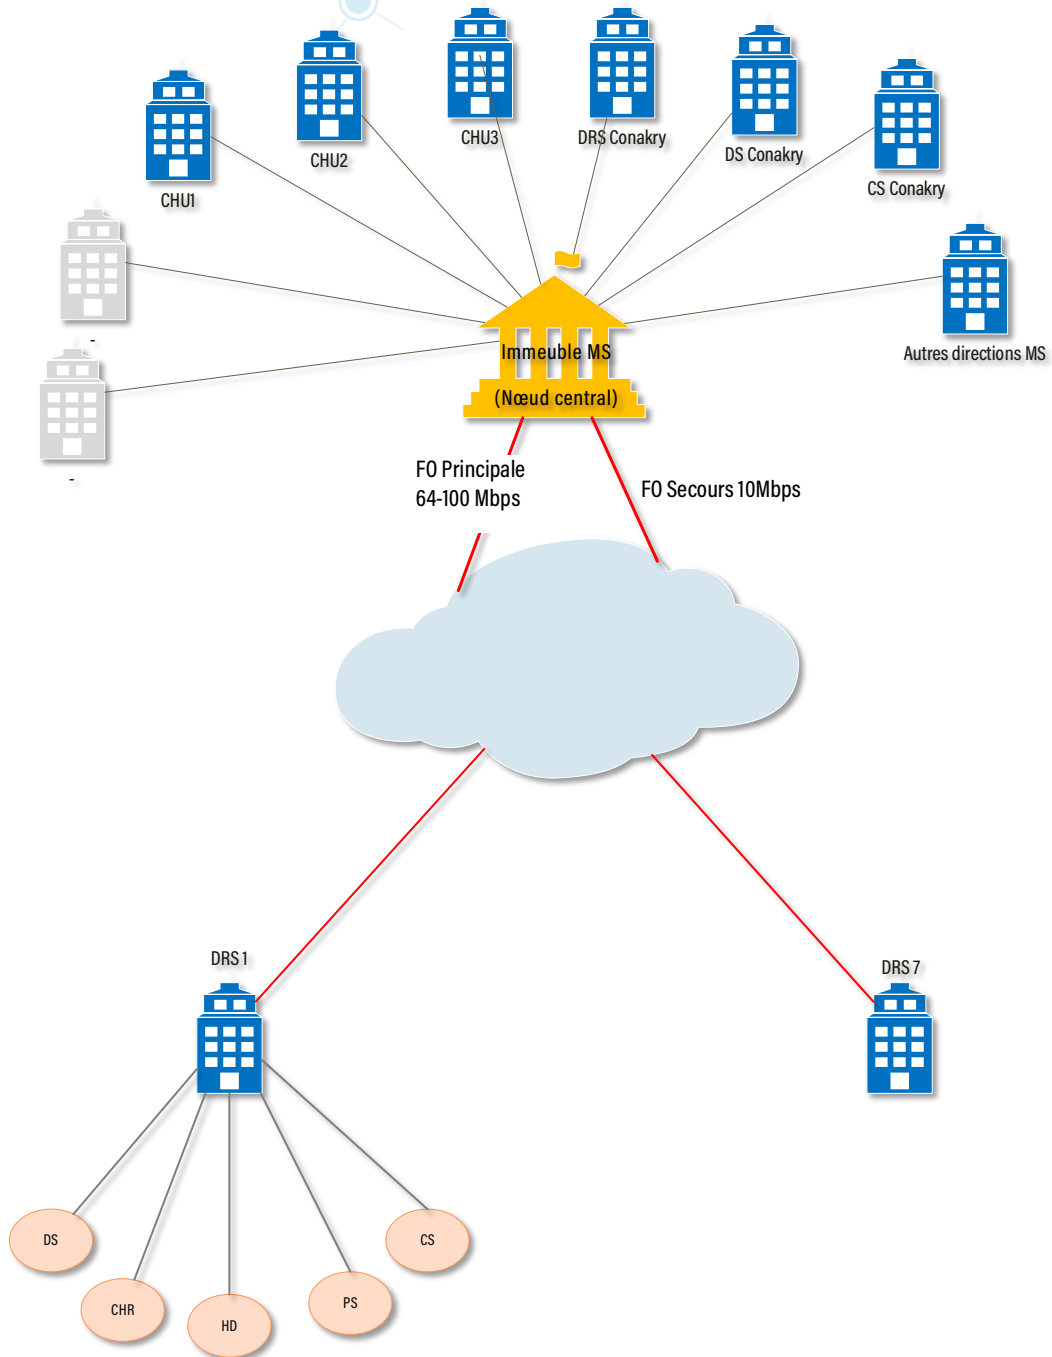 CHU3
DRS Conakry
CHU2
DS Conakry
CHU1
CS Conakry
-
Immeuble MS
Autres directions MS
(Nœud central)
-
FO Principale
64-100 Mbps
FO Secours 10Mbps
DRS 1
DRS 7
DS
CS
CHR
PS
HD